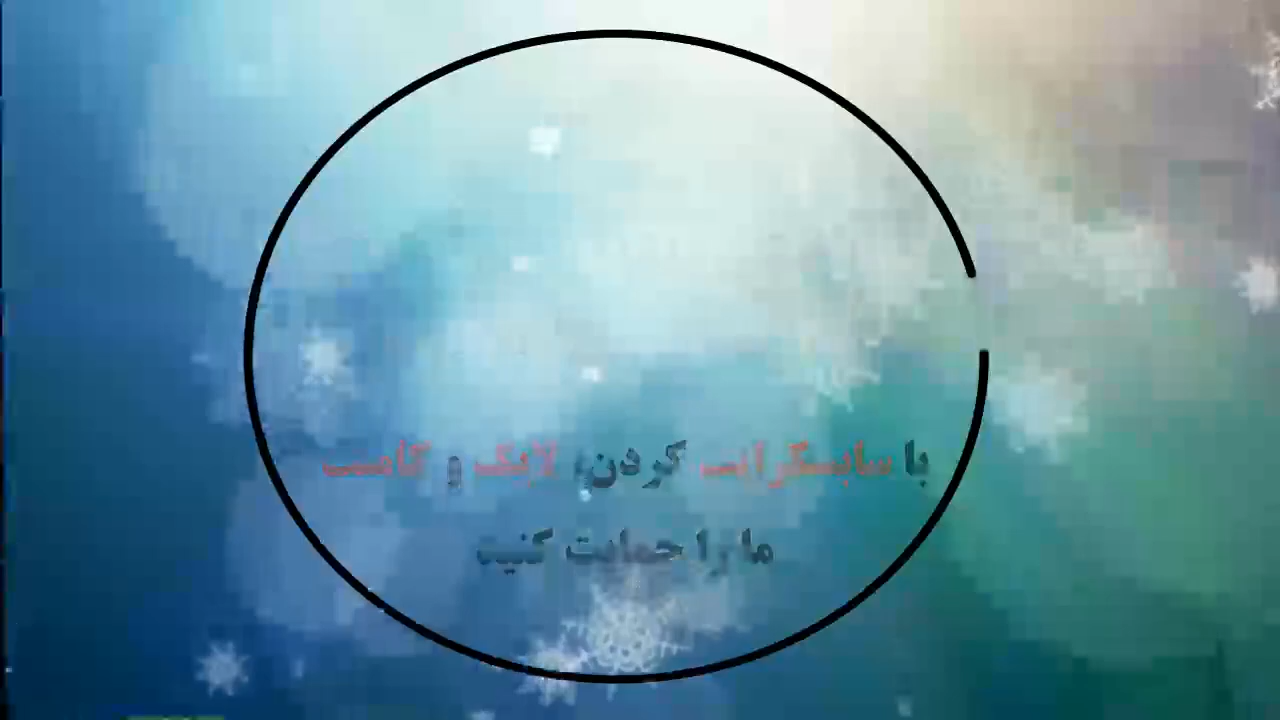 با سابسکرایب کردن، لایک و کامنت
ما را حمایت کنید